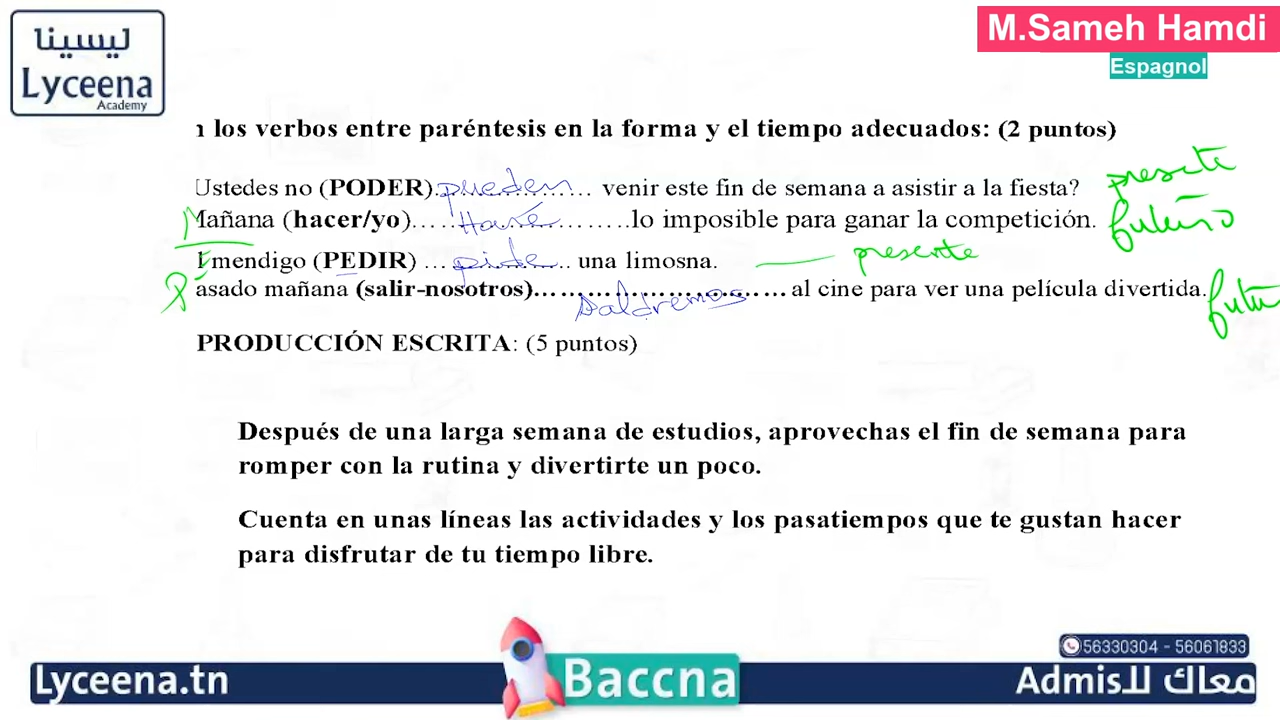 ليسينا
Lyceena
Academy
M.Sameh Hamdi
Espagnol
n los verbos entre paréntesis en la forma y el tiempo adecuados: (2 puntos)
Ustedes no (PODER).pueden......... venir este fin de semana a asistir a la fiesta? presente
Mañana (hacer/yo).....Haré..........lo imposible para ganar la competición. futuro
El mendigo (PEDIR) ...pide........... una limosna. presente
Pasado mañana (salir-nosotros)....saldremos........ al cine para ver una película divertida.
PRODUCCIÓN ESCRITA: (5 puntos)
Después de una larga semana de estudios, aprovechas el fin de semana para
romper con la rutina y divertirte un poco.
Cuenta en unas líneas las actividades y los pasatiempos que te gustan hacer
para disfrutar de tu tiempo libre.
56330304 - 56061833
Lyceena.tn
Baccna
معاك للـAdmis